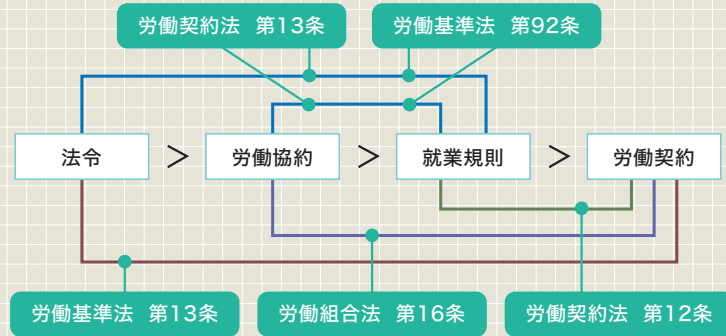 労働契約法 第13条
労働基準法 第92条
法令 > 労働協約 > 就業規則 > 労働契約
労働基準法 第13条
労働組合法 第16条
労働契約法 第12条